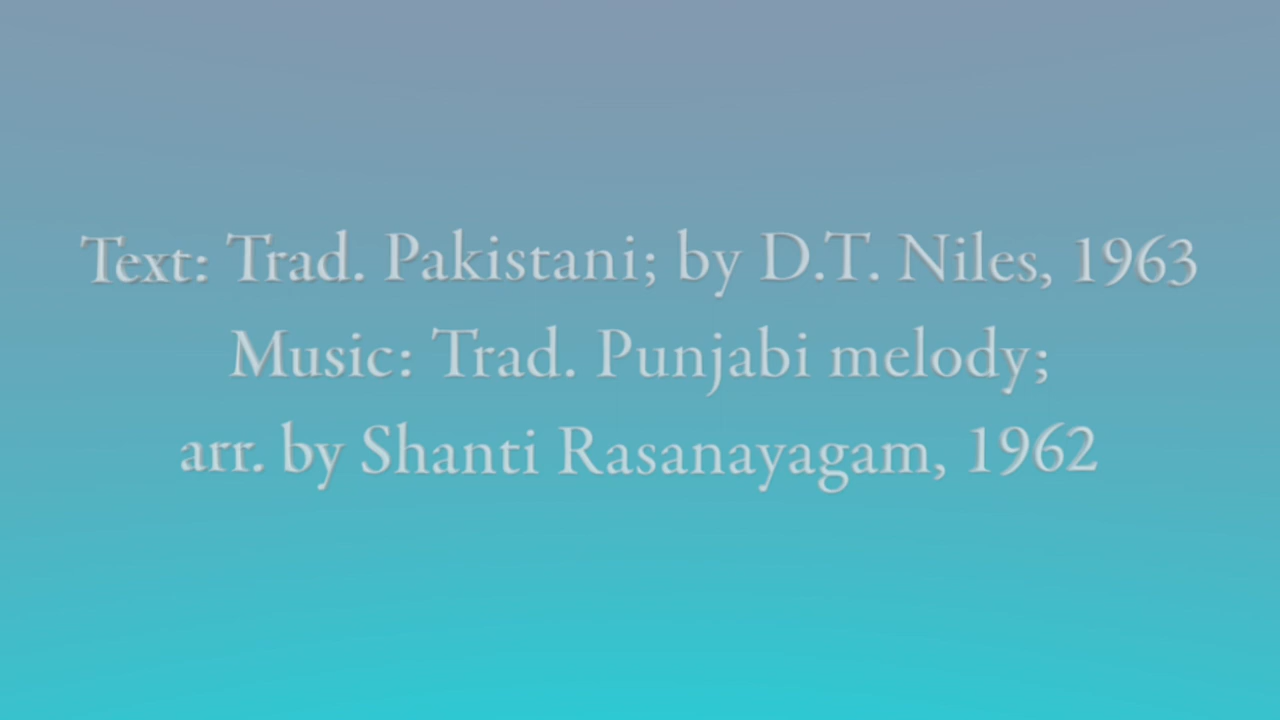 Text: Trad. Pakistani; by D.T. Niles, 1963
Music: Trad. Punjabi melody;
arr. by Shanti Rasanayagam, 1962